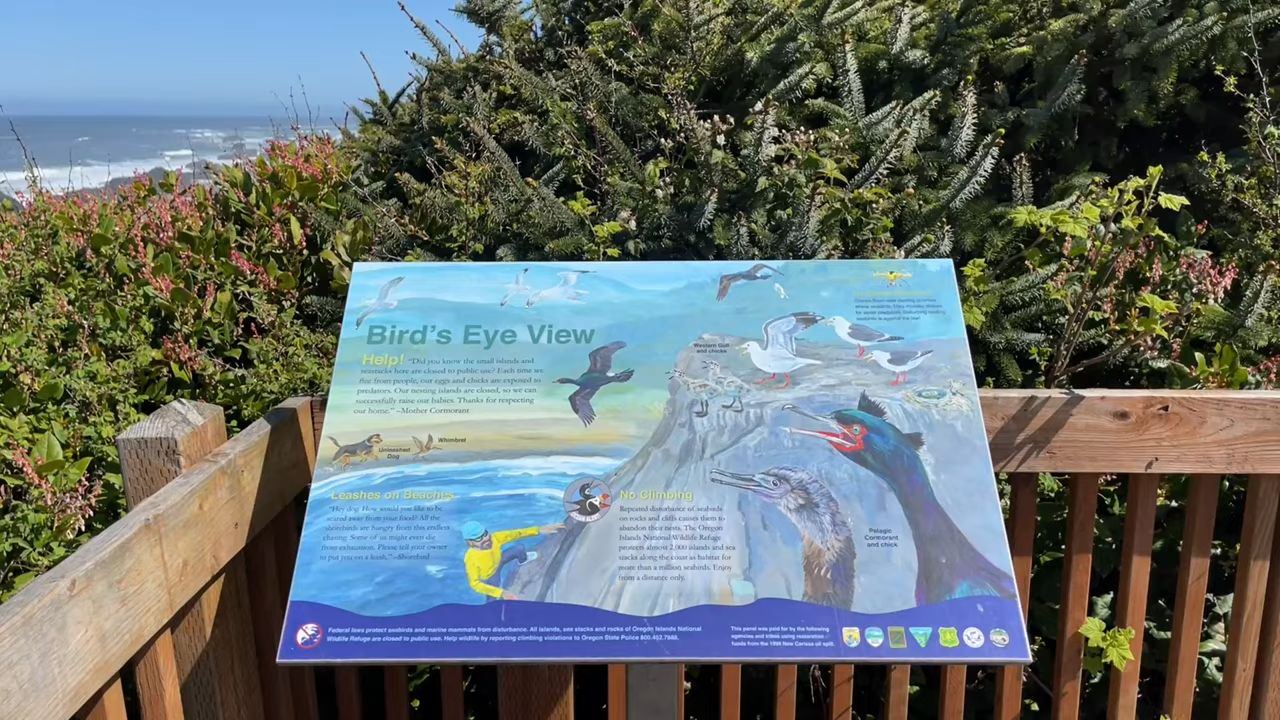 Bird's Eye View
Help! "Did you know the small islands and
seastacks here are closed to public use? Each time we
flee from people, our eggs and chicks are exposed to
predators. Our nesting islands are closed, so we can
successfully raise our babies. Thanks for respecting
our home." –Mother Cormorant
Western Gull
and chicks
Unleashed
Dog
Whimbrel
Leashes on Beaches
"Hey dog. How would you like to be
scared away from your food? All the
shorebirds are hungry from this endless
chasing. Some of us might even die
from exhaustion. Please tell your owner
to put you on a leash." –Shorebird
No Climbing
Repeated disturbance of seabirds
on rocks and cliffs causes them to
abandon their nests. The Oregon
Islands National Wildlife Refuge
protects almost 2,000 islands and sea
stacks along the coast as habitat for
more than a million seabirds. Enjoy
from a distance only.
Pelagic
Cormorant
and chick
Federal laws protect seabirds and marine mammals from disturbance. All islands, sea stacks and rocks of Oregon Islands National
Wildlife Refuge are closed to public use. Help wildlife by reporting climbing violations to Oregon State Police 800.452.7888.
This panel was paid for by the following
agencies and tribes using restoration
funds from the 1999 New Carissa oil spill.